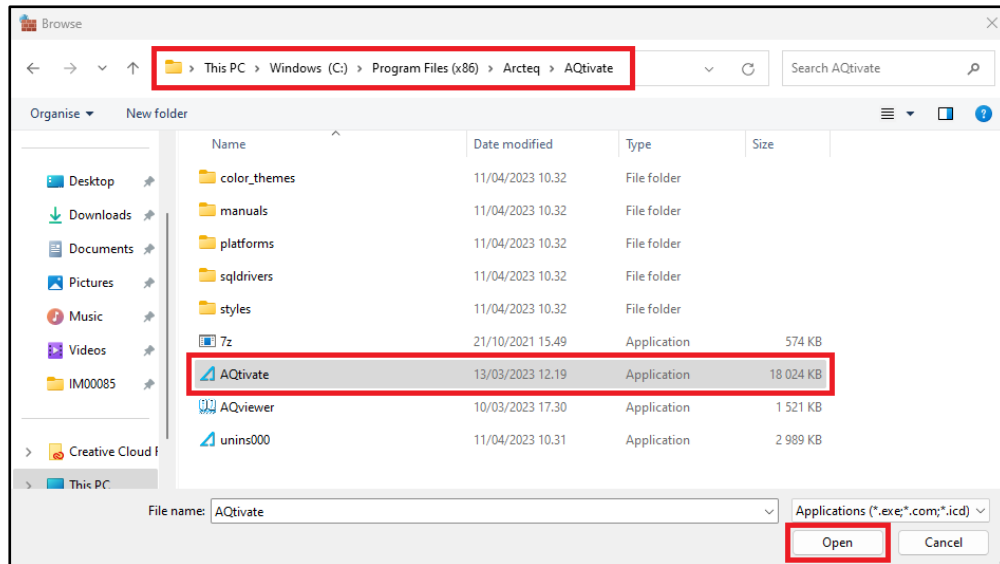 Browse
This PC > Windows (C:) > Program Files (x86) > Arcteq > AQtivate
Search AQtivate
Organise New folder
Name Date modified Type Size
Desktop
Downloads
Documents
Pictures
Music
Videos
IM00085
Creative Cloud F
This PC
color_themes 11/04/2023 10.32 File folder
manuals 11/04/2023 10.32 File folder
platforms 11/04/2023 10.32 File folder
sqldrivers 11/04/2023 10.32 File folder
styles 11/04/2023 10.32 File folder
7z 21/10/2021 15.49 Application 574 KB
AQtivate 13/03/2023 12.19 Application 18 024 KB
AQviewer 10/03/2023 17.30 Application 1 521 KB
unins000 11/04/2023 10.31 Application 2 989 KB
File name: AQtivate Applications (*.exe;*.com;*.icd)
Open Cancel